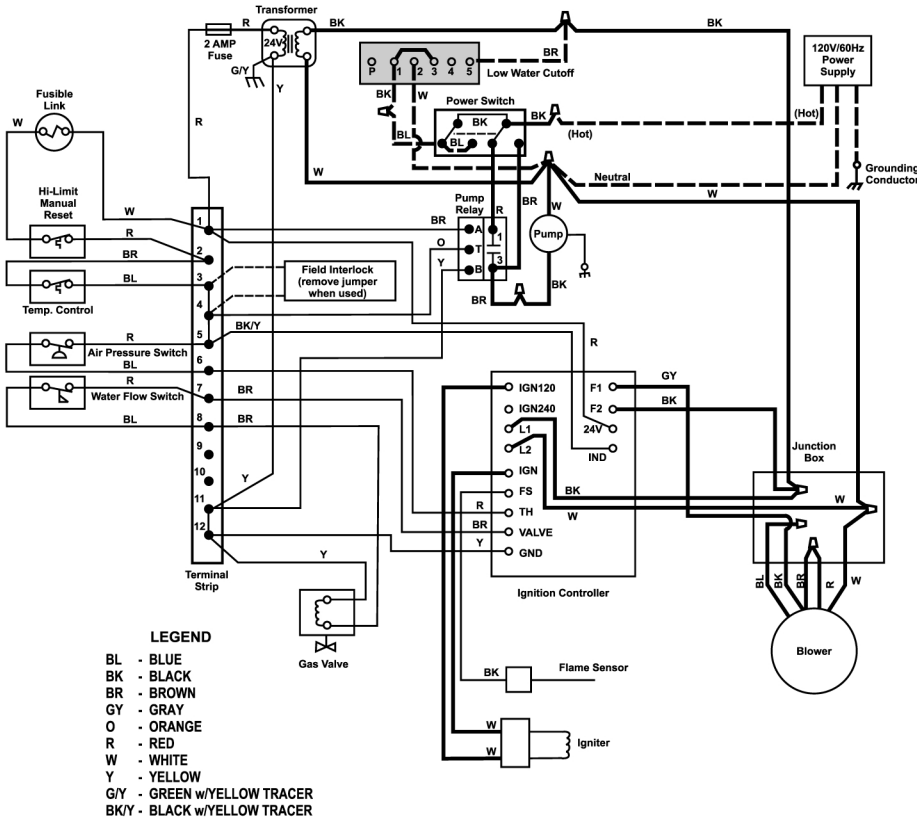 Transformer
R
BK
BK
2 AMP
Fuse
24V
G/Y
Y
BR
P 1 2 3 4 5
Low Water Cutoff
120V/60Hz
Power
Supply
Fusible
Link
W
R
BK
W
Power Switch
BK
BK
(Hot)
(Hot)
BL
BL
Neutral
W
W
Grounding
Conductor
Hi-Limit
Manual
Reset
W
R
BR
BL
Temp. Control
Pump
Relay
BR
O
Y
A
T
B
R
1
3
BR
W
Pump
BK
BR
1
2
3
4
5
6
7
8
9
10
11
12
Field Interlock
(remove jumper
when used)
BK/Y
R
R
Air Pressure Switch
BL
R
Water Flow Switch
BL
BR
BR
Y
Y
Terminal
Strip
Gas Valve
IGN120
IGN240
L1
L2
IGN
FS
TH
VALVE
GND
F1
F2
24V
IND
R
BR
Y
BK
W
Ignition Controller
GY
BK
Junction
Box
W
BL
BK
BR
R
W
Blower
BK
Flame Sensor
W
W
Igniter
LEGEND
BL - BLUE
BK - BLACK
BR - BROWN
GY - GRAY
O - ORANGE
R - RED
W - WHITE
Y - YELLOW
G/Y - GREEN w/YELLOW TRACER
BK/Y - BLACK w/YELLOW TRACER